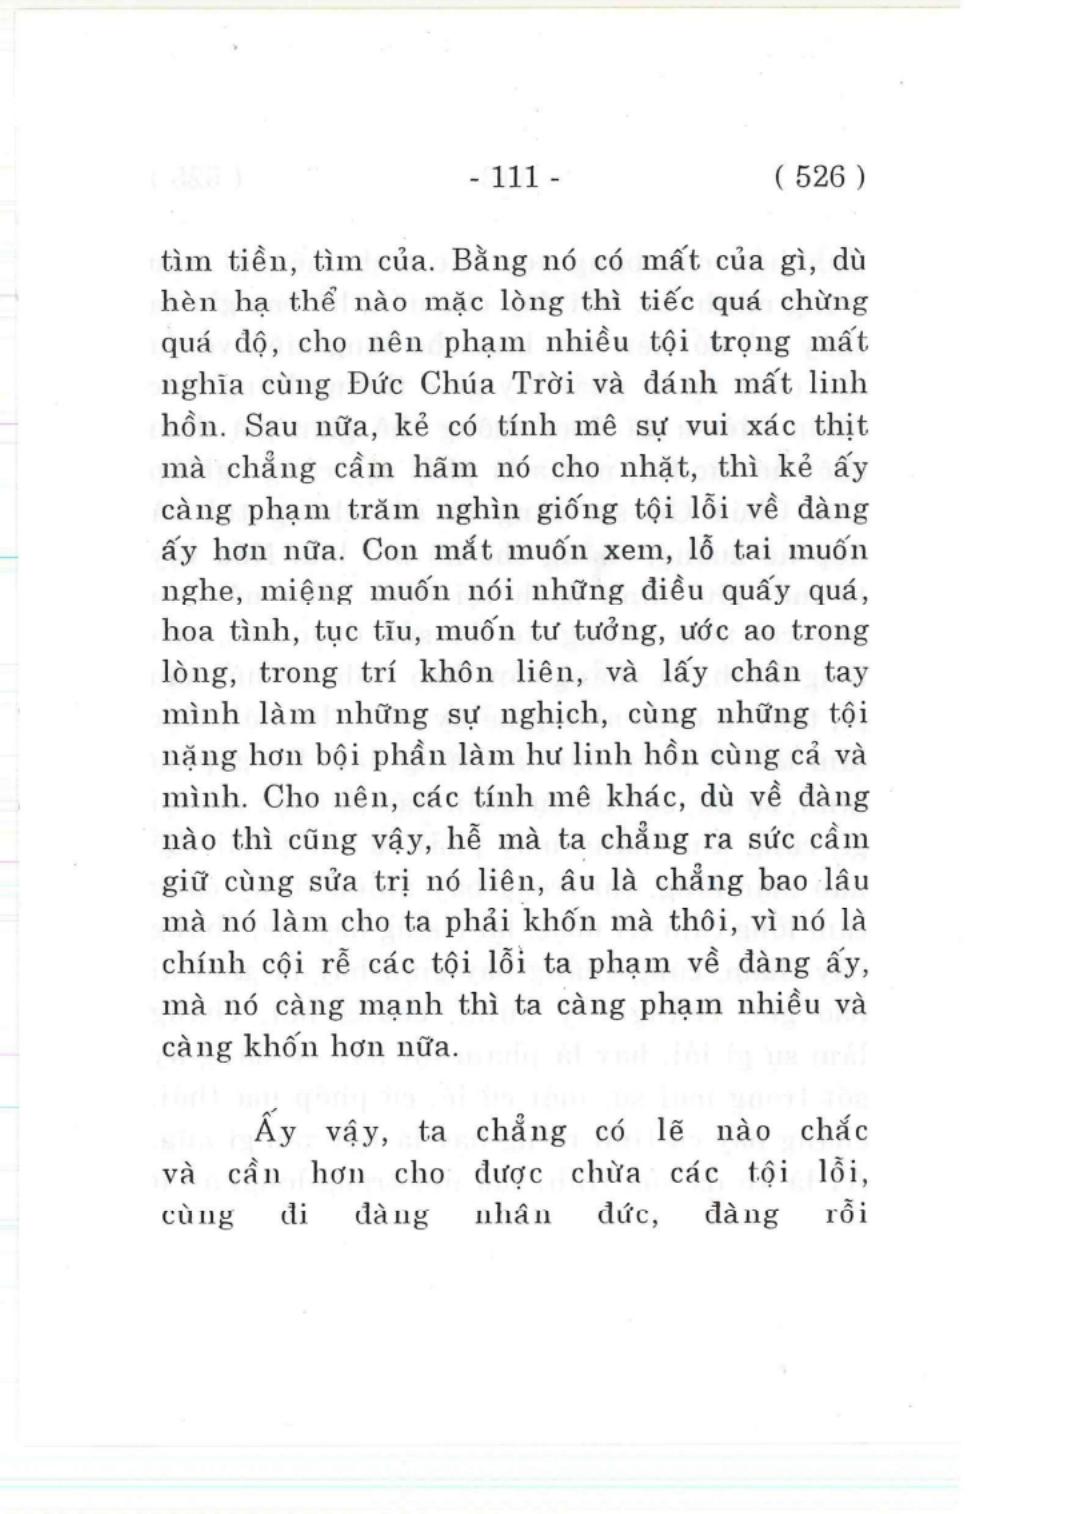 - 111 - ( 526 )
tìm tiền, tìm của. Bằng nó có mất của gì, dù
hèn hạ thể nào mặc lòng thì tiếc quá chừng
quá độ, cho nên phạm nhiều tội trọng mất
nghĩa cùng Đức Chúa Trời và đánh mất linh
hồn. Sau nữa, kẻ có tính mê sự vui xác thịt
mà chẳng cầm hãm nó cho nhặt, thì kẻ ấy
càng phạm trăm nghìn giống tội lỗi về đàng
ấy hơn nữa. Con mắt muốn xem, lỗ tai muốn
nghe, miệng muốn nói những điều quấy quá,
hoa tình, tục tĩu, muốn tư tưởng, ước ao trong
lòng, trong trí khôn liên, và lấy chân tay
mình làm những sự nghịch, cùng những tội
nặng hơn bội phần làm hư linh hồn cùng cả và
mình. Cho nên, các tính mê khác, dù về đàng
nào thì cũng vậy, hễ mà ta chẳng ra sức cầm
giữ cùng sửa trị nó liên, âu là chẳng bao lâu
mà nó làm cho ta phải khốn mà thôi, vì nó là
chính cội rễ các tội lỗi ta phạm về đàng ấy,
mà nó càng mạnh thì ta càng phạm nhiều và
càng khốn hơn nữa.
Ấy vậy, ta chẳng có lẽ nào chắc
và cần hơn cho được chừa các tội lỗi,
cùng đi đàng nhân đức, đàng rỗi